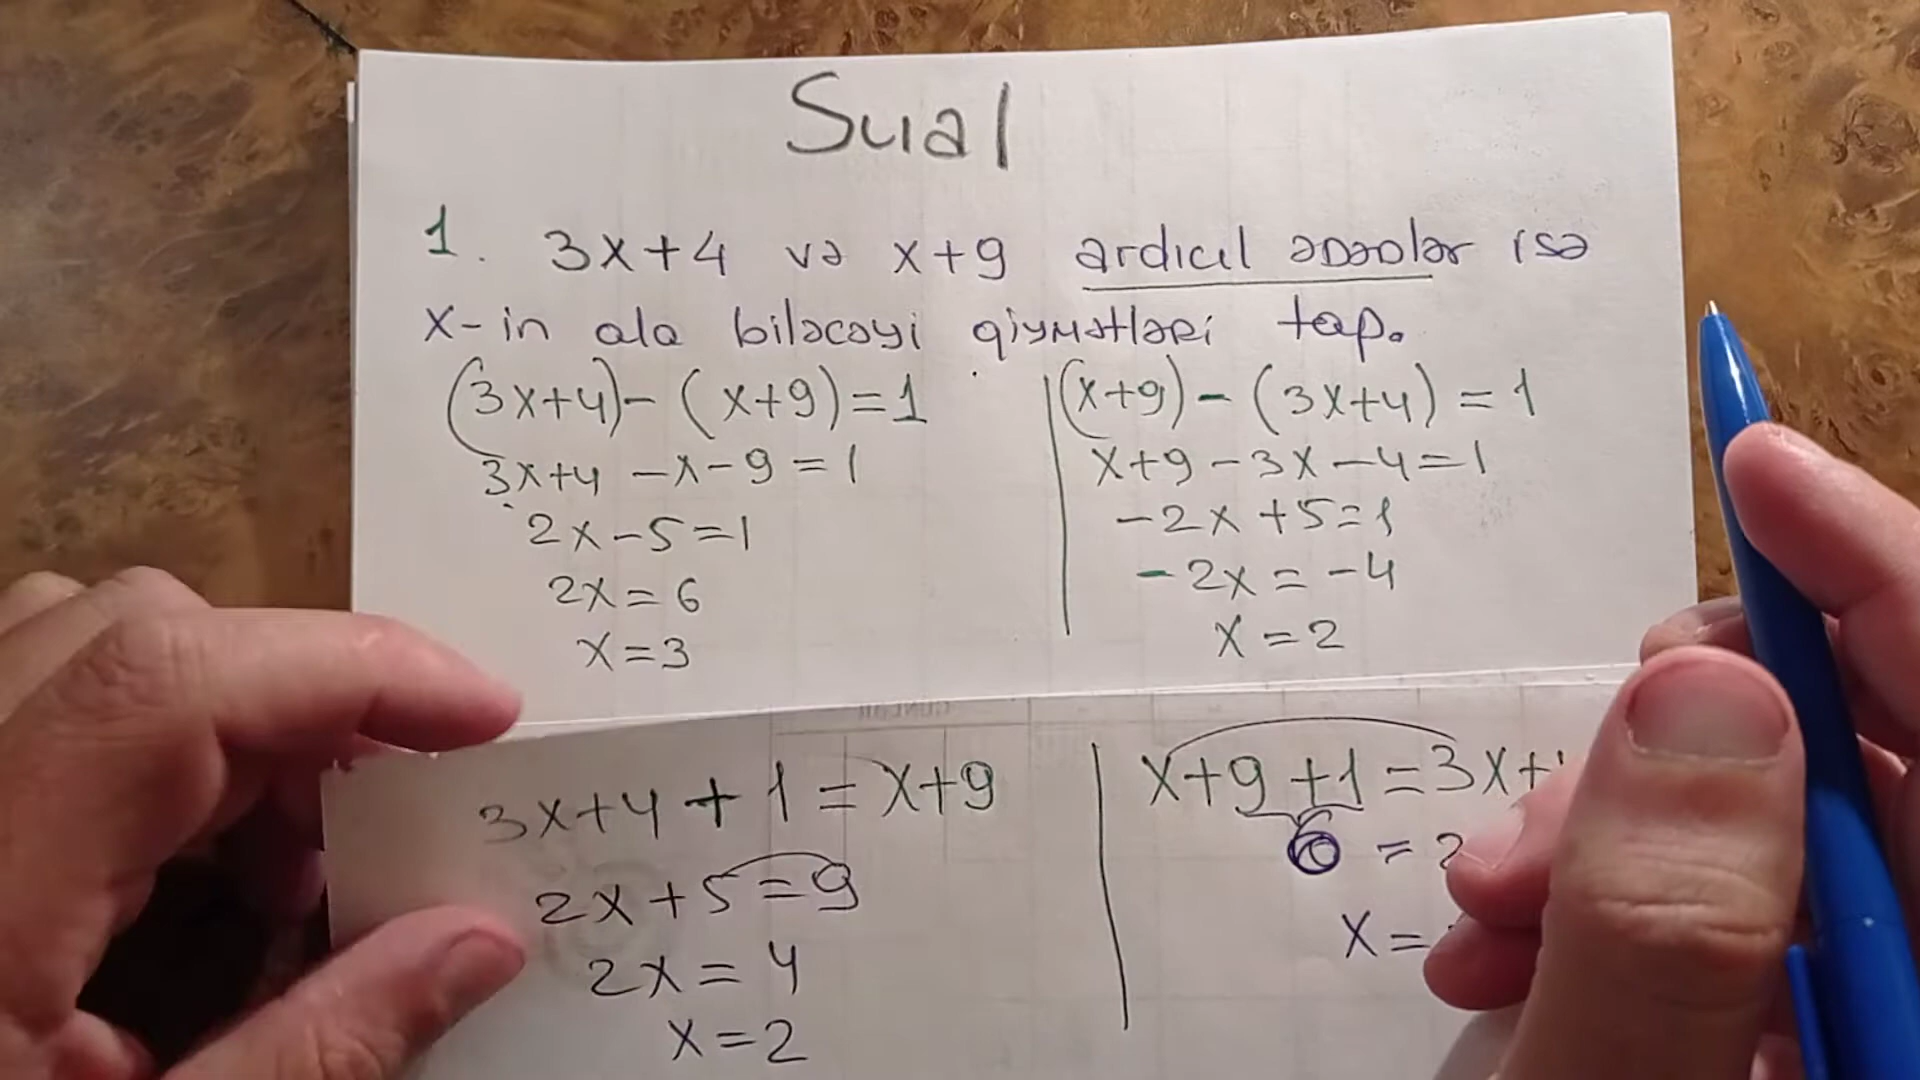 Sual
1. 3x+4 və x+9 ardıcıl ədədlər isə
x-in ala biləcəyi qiymətləri tap.
(3x+4)-(x+9)=1
3x+4-x-9=1
2x-5=1
2x=6
x=3
(x+9)-(3x+4)=1
x+9-3x-4=1
-2x+5=1
-2x=-4
x=2
3x+4+1=x+9
2x+5=9
2x=4
x=2
x+9+1=3x+
6=2
x=